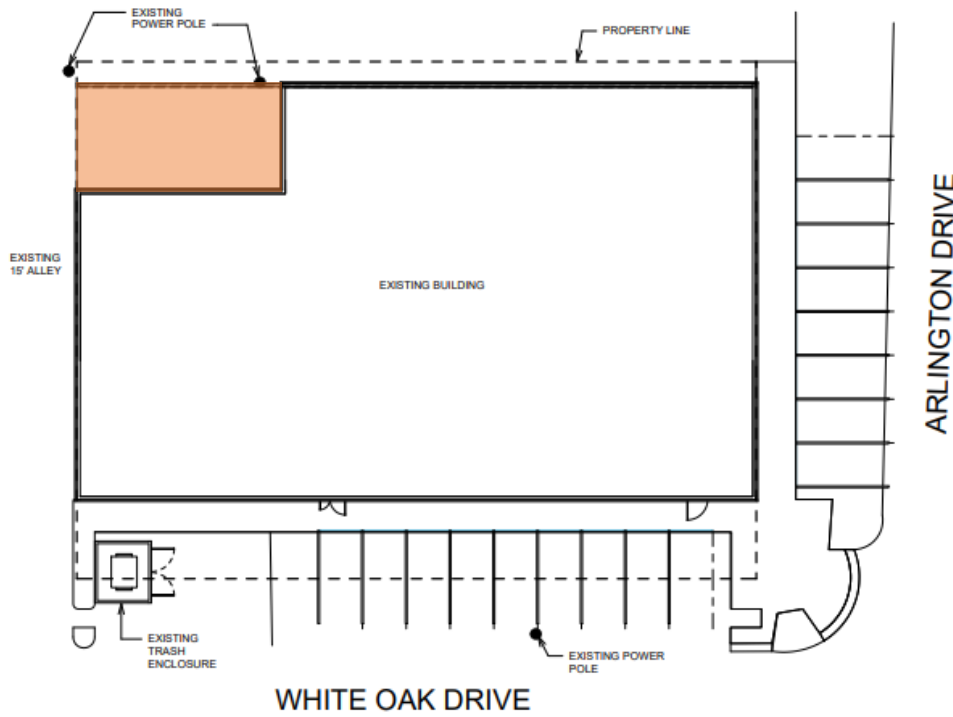 EXISTING
POWER POLE
PROPERTY LINE
EXISTING
15' ALLEY
EXISTING BUILDING
ARLINGTON DRIVE
EXISTING
TRASH
ENCLOSURE
EXISTING POWER
POLE
WHITE OAK DRIVE